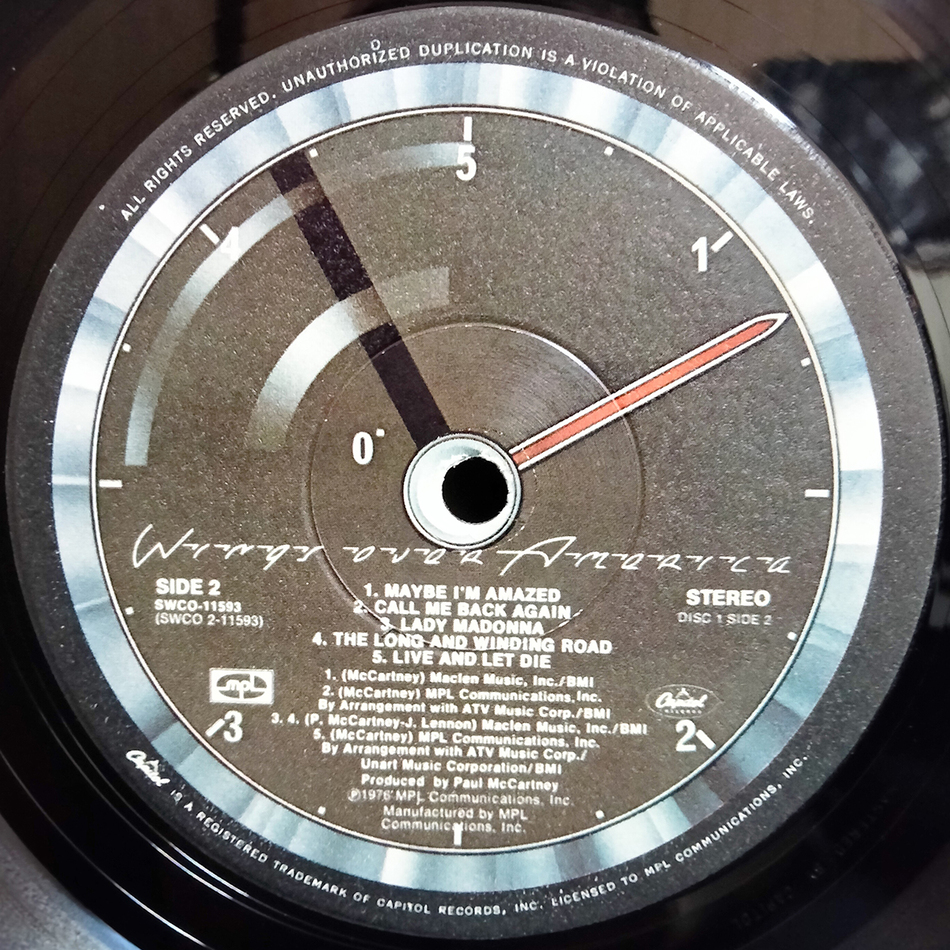 ALL RIGHTS RESERVED. UNAUTHORIZED DUPLICATION IS A VIOLATION OF APPLICABLE LAWS.
5
4
1
0
Wings over America
SIDE 2
SWCO-11593
(SWCO 2-11593)
STEREO
DISC 1 SIDE 2
1. MAYBE I'M AMAZED
2. CALL ME BACK AGAIN
3. LADY MADONNA
4. THE LONG AND WINDING ROAD
5. LIVE AND LET DIE
1. (McCartney) Maclen Music, Inc./BMI
2. (McCartney) MPL Communications, Inc.
By Arrangement with ATV Music Corp./BMI
3. 4. (P. McCartney-J. Lennon) Maclen Music, Inc./BMI
5. (McCartney) MPL Communications, Inc.
By Arrangement with ATV Music Corp./
Unart Music Corporation/BMI
Produced by Paul McCartney
℗1976 MPL Communications, Inc.
Manufactured by MPL
Communications, Inc.
mpl
Capitol
RECORDS
3
2
Capitol IS A REGISTERED TRADEMARK OF CAPITOL RECORDS, INC. LICENSED TO MPL COMMUNICATIONS, INC.